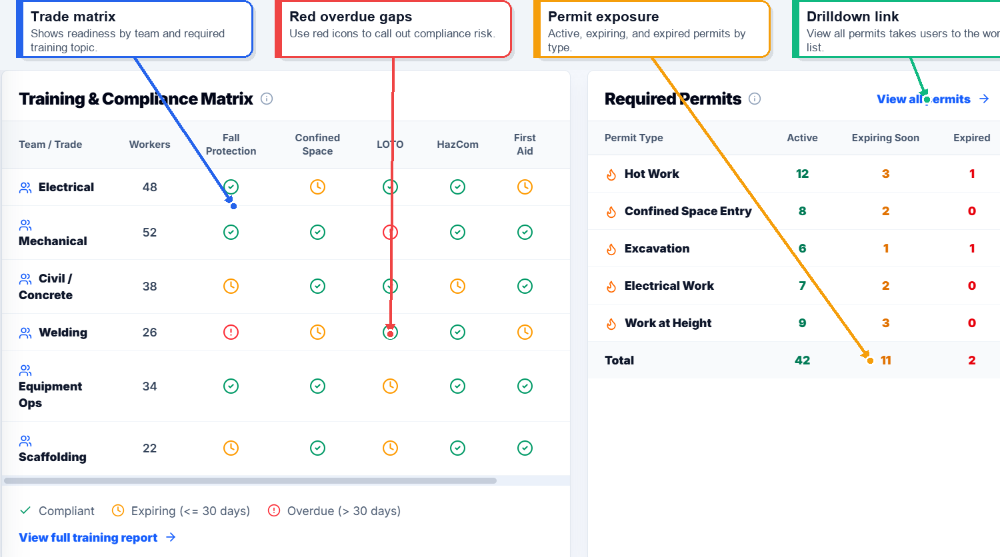 Trade matrix
Shows readiness by team and required
training topic.
Red overdue gaps
Use red icons to call out compliance risk.
Permit exposure
Active, expiring, and expired permits by
type.
Drilldown link
View all permits takes users to the
list.
Training & Compliance Matrix
Team / Trade Workers Fall Protection Confined Space LOTO HazCom First Aid
Electrical 48
Mechanical 52
Civil / Concrete 38
Welding 26
Equipment Ops 34
Scaffolding 22
Compliant Expiring (<= 30 days) Overdue (> 30 days)
View full training report
Required Permits
View all permits
Permit Type Active Expiring Soon Expired
Hot Work 12 3 1
Confined Space Entry 8 2 0
Excavation 6 1 1
Electrical Work 7 2 0
Work at Height 9 3 0
Total 42 11 2